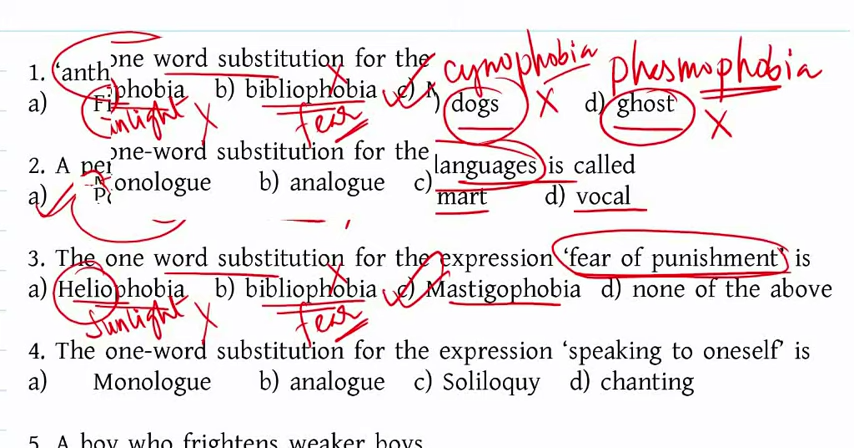 1. 'anth one word substitution for the cynophobia phasmophobia
a) Fi phobia b) bibliophobia c) dogs X d) ghost X
sunlight X fear
2. A per one-word substitution for the languages is called
a) onologue b) analogue c) mart d) vocal
3. The one word substitution for the expression 'fear of punishment' is
a) Heliophobia b) bibliophobia c) Mastigophobia d) none of the above
sunlight X fear
4. The one-word substitution for the expression 'speaking to oneself' is
a) Monologue b) analogue c) Soliloquy d) chanting
5. A boy who frightens weaker boys